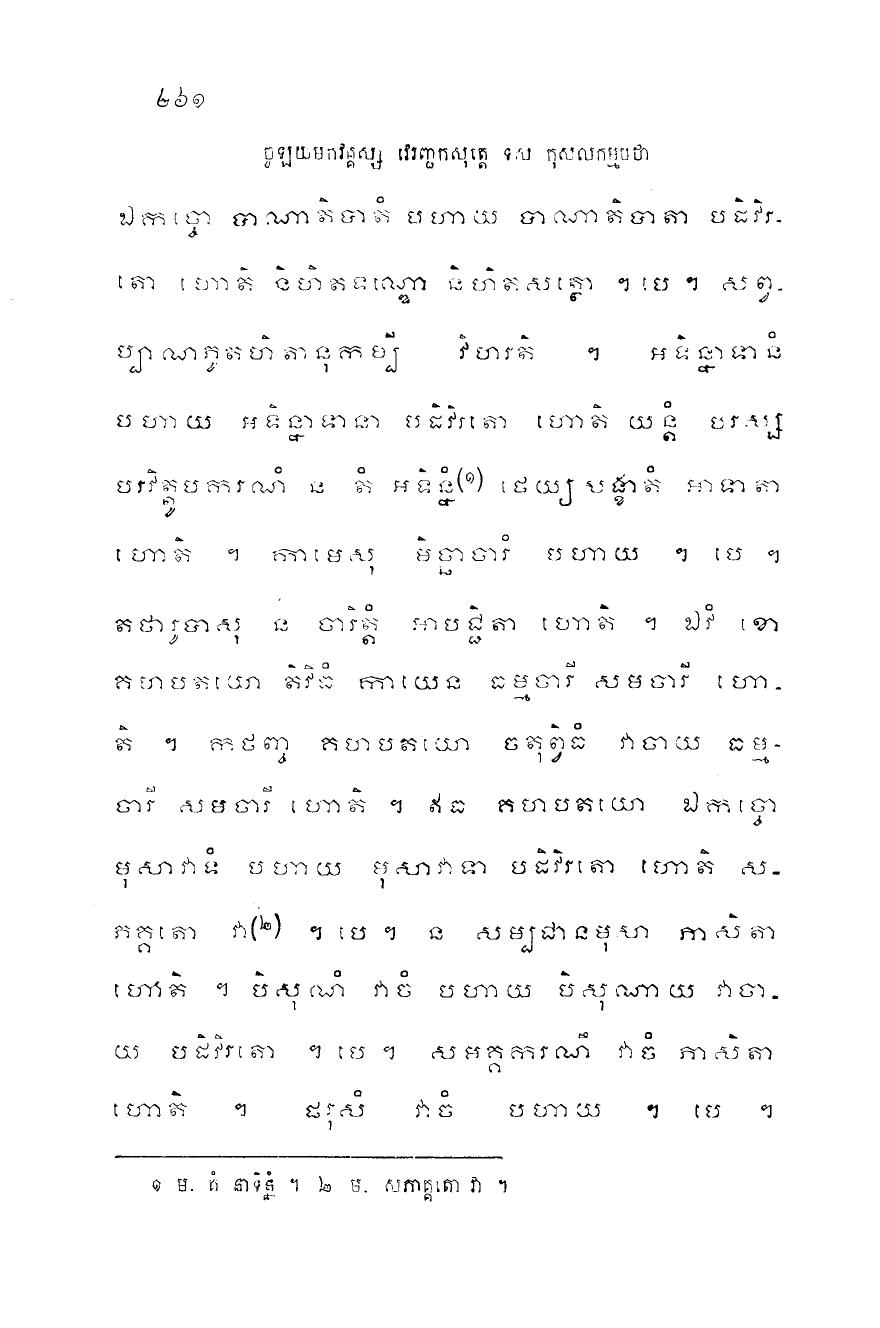 ២៦១
ចូឡយមកវគ្គស្ស វេរញ្ជកសុត្តេ ទស កុសលកម្មបថា
ឯកច្ចោ បាណាតិបាតំ បហាយ បាណាតិបាតា បដិវិរ-
តោ ហោតិ និហិតទណ្ឌោ និហិតសត្ថោ ។ បេ ។ សព្វ-
ប្បាណភូតហិតានុកម្បី វិហរតិ ។ អទិន្នាទានំ
បហាយ អទិន្នាទានា បដិវិរតោ ហោតិ យន្តំ បរស្ស
បរវិត្តូបករណំ ន តំ អទិន្នំ(១) ថេយ្យសង្ខាតំ អាទាតា
ហោតិ ។ កាមេសុ មិច្ឆាចារំ បហាយ ។ បេ ។
តថារូបាសុ ន ចារិត្តំ អាបជ្ជិតា ហោតិ ។ ឯវំ ខោ
គហបតយោ តិវិធំ កាយេន ធម្មចារី សមចារី ហោ-
តិ ។ កថញ្ច គហបតយោ ចតុព្វិធំ វាចាយ ធម្ម-
ចារី សមចារី ហោតិ ។ ឥធ គហបតយោ ឯកច្ចោ
មុសាវាទំ បហាយ មុសាវាទា បដិវិរតោ ហោតិ ស-
ភគ្គតោ វា(២) ។ បេ ។ ន សម្បជានមុសា ភាសិតា
ហោតិ ។ បិសុណំ វាចំ បហាយ បិសុណាយ វាចា-
យ បដិវិរតោ ។ បេ ។ សមគ្គករណឹ វាចំ ភាសិតា
ហោតិ ។ ផរុសំ វាចំ បហាយ ។ បេ ។
១ ម. តំ នាទិន្នំ ។ ២ ម. សភាគ្គតោ វា ។